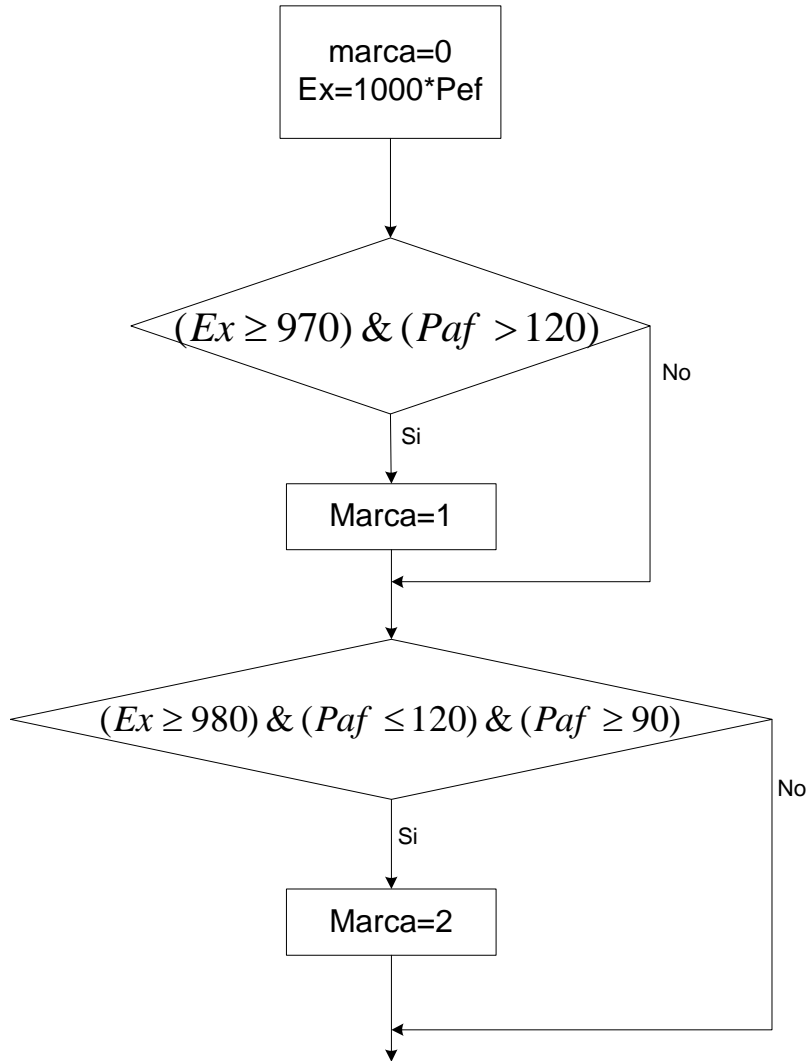 marca=0
Ex=1000*Pef
(Ex ≥ 970) & (Paf > 120)
No
Si
Marca=1
(Ex ≥ 980) & (Paf ≤ 120) & (Paf ≥ 90)
No
Si
Marca=2